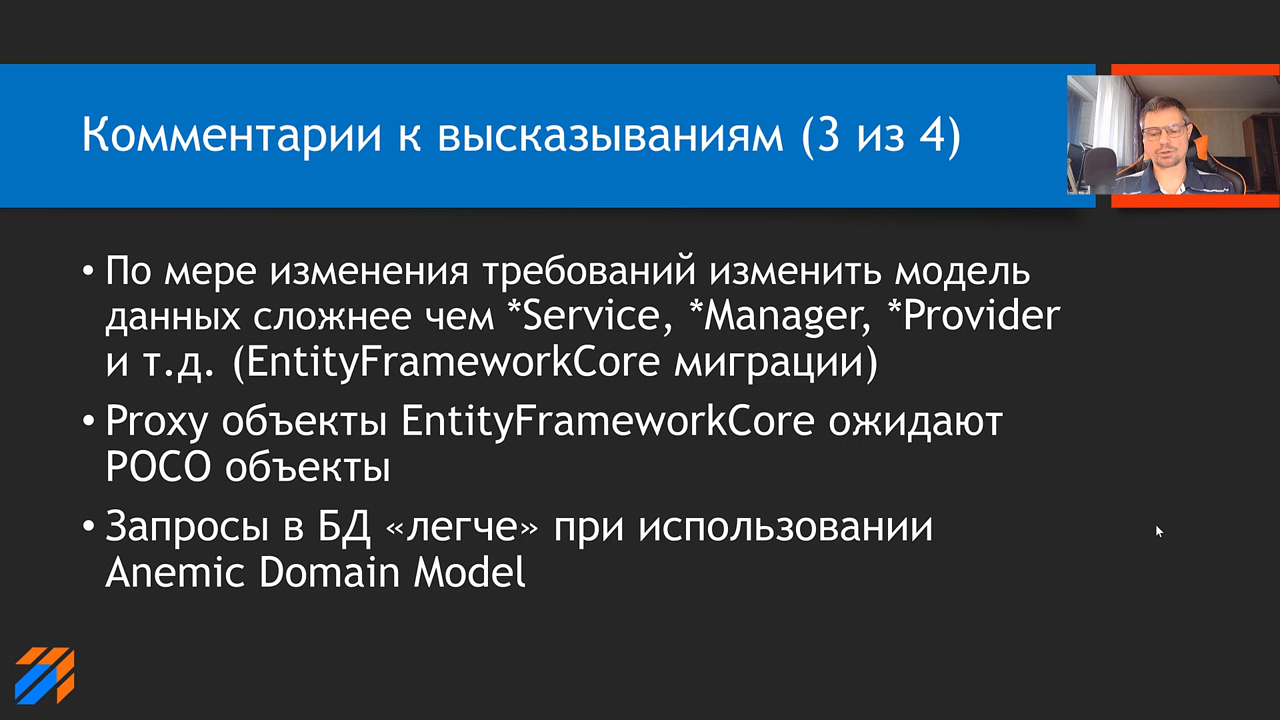 Комментарии к высказываниям (3 из 4)
• По мере изменения требований изменить модель
данных сложнее чем *Service, *Manager, *Provider
и т.д. (EntityFrameworkCore миграции)
• Proxy объекты EntityFrameworkCore ожидают
POCO объекты
• Запросы в БД «легче» при использовании
Anemic Domain Model